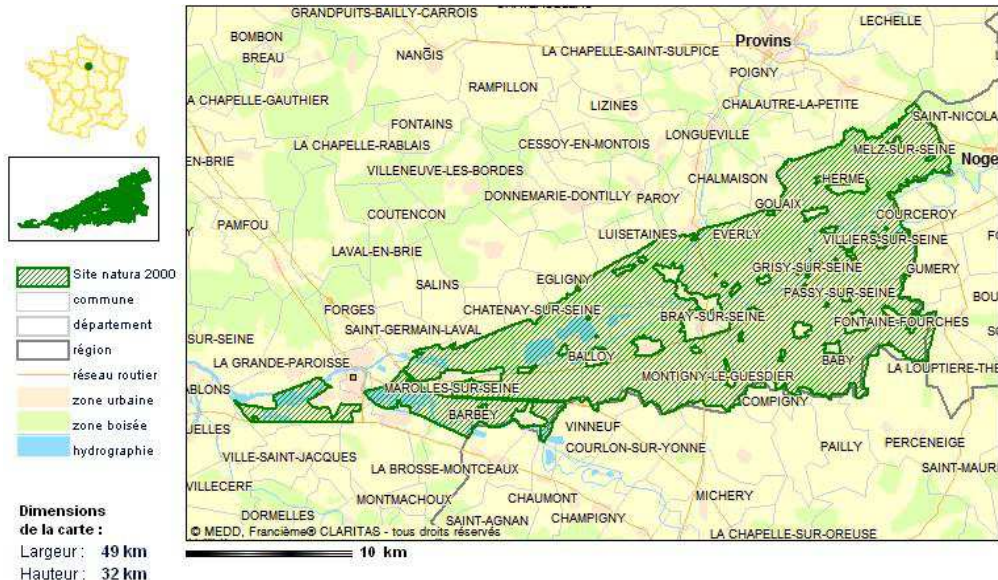 GRANDPUITS-BAILLY-CARROIS
LECHELLE
BOMBON
BREAU
NANGIS
LA CHAPELLE-SAINT-SULPICE
Provins
POIGNY
RAMPILLON
A CHAPELLE-GAUTHIER
LIZINES
CHALAUTRE-LA-PETITE
SAINT-NICOLA
FONTAINS
LONGUEVILLE
LA CHAPELLE-RABLAIS
CESSOY-EN-MONTOIS
MELZ-SUR-SEINE
EN-BRIE
Noge
VILLENEUVE-LES-BORDES
CHALMAISON
HERME
DONNEMARIE-DONTILLY
PAROY
GOUAIX
COUTENCON
COURCEROY
PAMFOU
LUISETAINES
EVERLY
VILLIERS-SUR-SEINE
LAVAL-EN-BRIE
GRISY-SUR-SEINE
GUMERY
EGLIGNY
SALINS
PASSY-SUR-SEINE
BOU
FORGES
CHATENAY-SUR-SEINE
BRAY-SUR-SEINE
FONTAINE-FOURCHES
SUR-SEINE
SAINT-GERMAIN-LAVAL
BALLOY
BABY
LA GRANDE-PAROISSE
LA LOUPTIERE-THE
MONTIGNY-LE-GUESDIER
ABLONS
MAROLLES-SUR-SEINE
COMPIGNY
BARBEY
UELLES
VINNEUF
COURLON-SUR-YONNE
PAILLY
PERCENEIGE
VILLE-SAINT-JACQUES
LA BROSSE-MONTCEAUX
SAINT-MAURI
VILLECERF
MONTMACHOUX
CHAUMONT
MICHERY
DORMELLES
SAINT-AGNAN
CHAMPIGNY
LA CHAPELLE-SUR-OREUSE
© MEDD, Francième® CLARITAS - tous droits réservés
10 km
Site natura 2000
commune
département
région
réseau routier
zone urbaine
zone boisée
hydrographie
Dimensions
de la carte :
Largeur : 49 km
Hauteur : 32 km